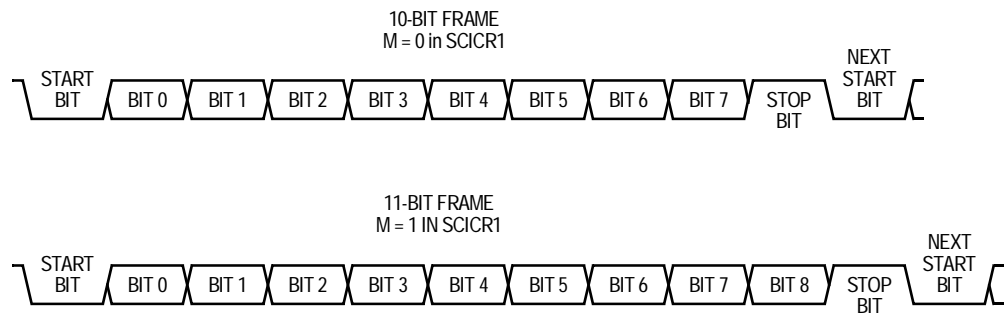 10-BIT FRAME
M = 0 in SCICR1
START
BIT
BIT 0
BIT 1
BIT 2
BIT 3
BIT 4
BIT 5
BIT 6
BIT 7
STOP
BIT
NEXT
START
BIT
11-BIT FRAME
M = 1 IN SCICR1
START
BIT
BIT 0
BIT 1
BIT 2
BIT 3
BIT 4
BIT 5
BIT 6
BIT 7
BIT 8
STOP
BIT
NEXT
START
BIT